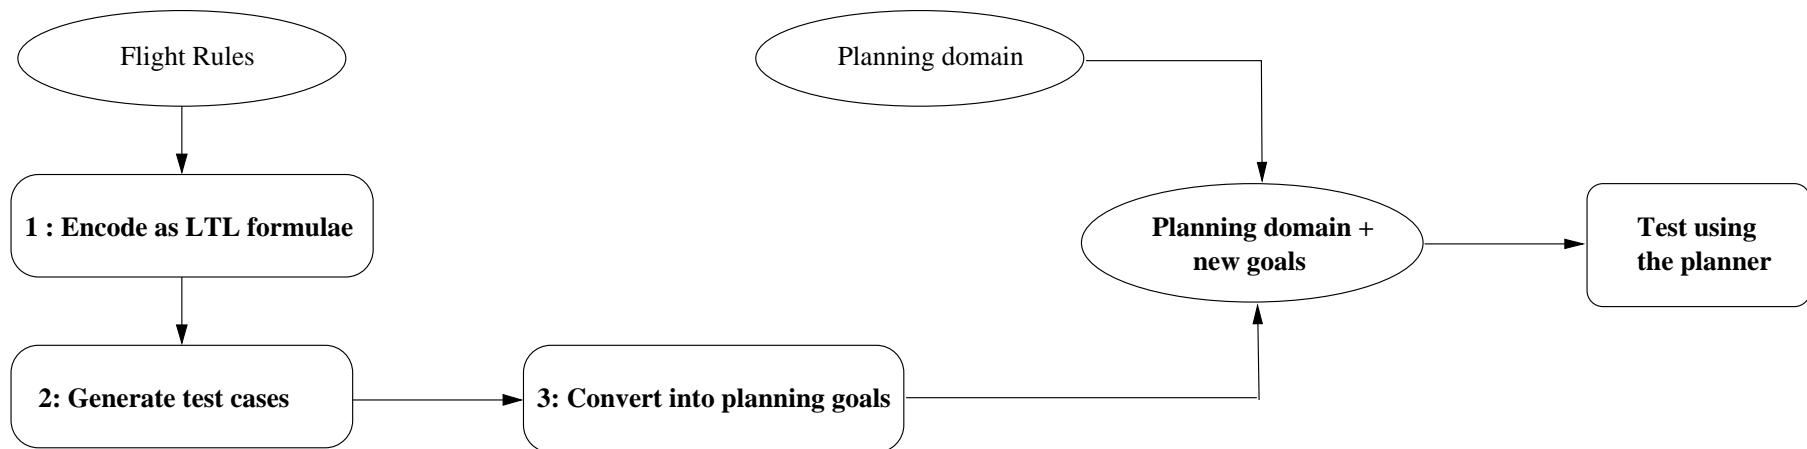 Flight Rules
Planning domain
1 : Encode as LTL formulae
Planning domain +
new goals
Test using
the planner
2: Generate test cases
3: Convert into planning goals